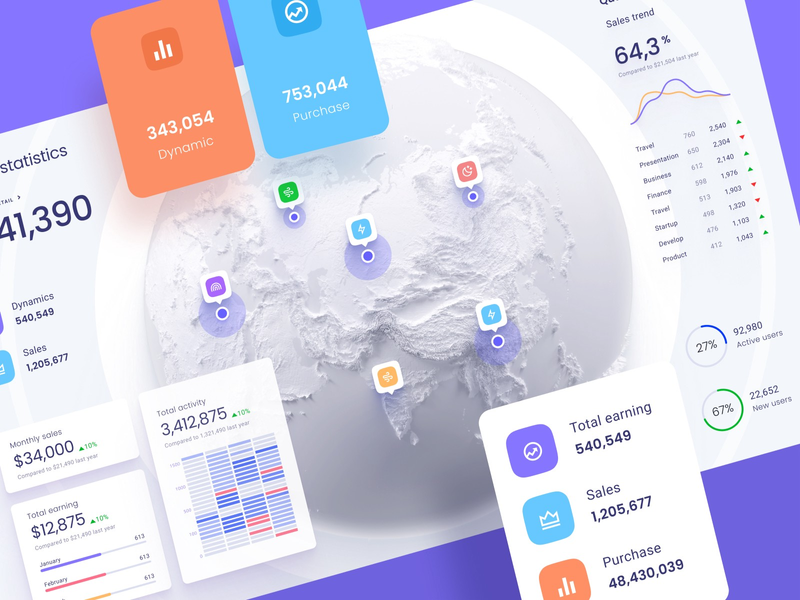 343,054
Dynamic
753,044
Purchase
statistics
41,390
Dynamics
540,549
Sales
1,205,677
Monthly sales
$34,000 10%
Compared to $21,490 last year
Total earning
$12,875 10%
Compared to $21,490 last year
January 613
February 613
613
Total activity
3,412,875 10%
Compared to 1,321,490 last year
Sales trend
64,3%
Compared to $21,504 last year
Travel 760 2,540
Presentation 650 2,304
Business 612 2,140
Finance 598 1,976
Travel 513 1,903
Startup 498 1,320
Develop 476 1,103
Product 412 1,043
27%
92,980
Active users
67%
22,652
New users
Total earning
540,549
Sales
1,205,677
Purchase
48,430,039